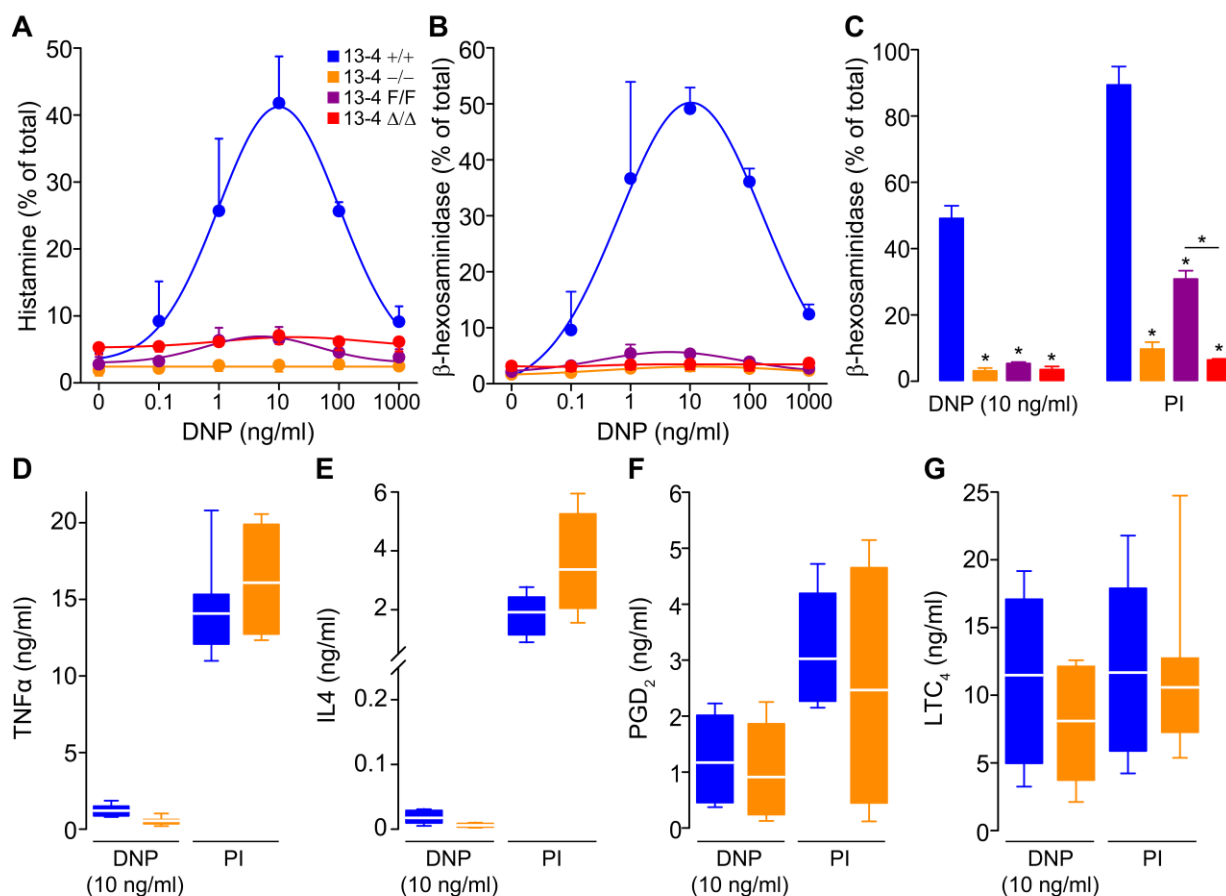 A
Histamine (% of total)
50
40
30
20
10
0
0 0.1 1 10 100 1000
DNP (ng/ml)
13-4 +/+
13-4 −/−
13-4 F/F
13-4 Δ/Δ
B
β-hexosaminidase (% of total)
60
50
40
30
20
10
0
0 0.1 1 10 100 1000
DNP (ng/ml)
C
β-hexosaminidase (% of total)
100
80
60
40
20
0
* * *
* * * *
DNP (10 ng/ml) PI
D
TNFα (ng/ml)
20
15
10
5
0
DNP PI
(10 ng/ml)
E
IL4 (ng/ml)
6
4
2
0.2
0.1
0
DNP PI
(10 ng/ml)
F
PGD₂ (ng/ml)
6
5
4
3
2
1
0
DNP PI
(10 ng/ml)
G
LTC₄ (ng/ml)
25
20
15
10
5
0
DNP PI
(10 ng/ml)